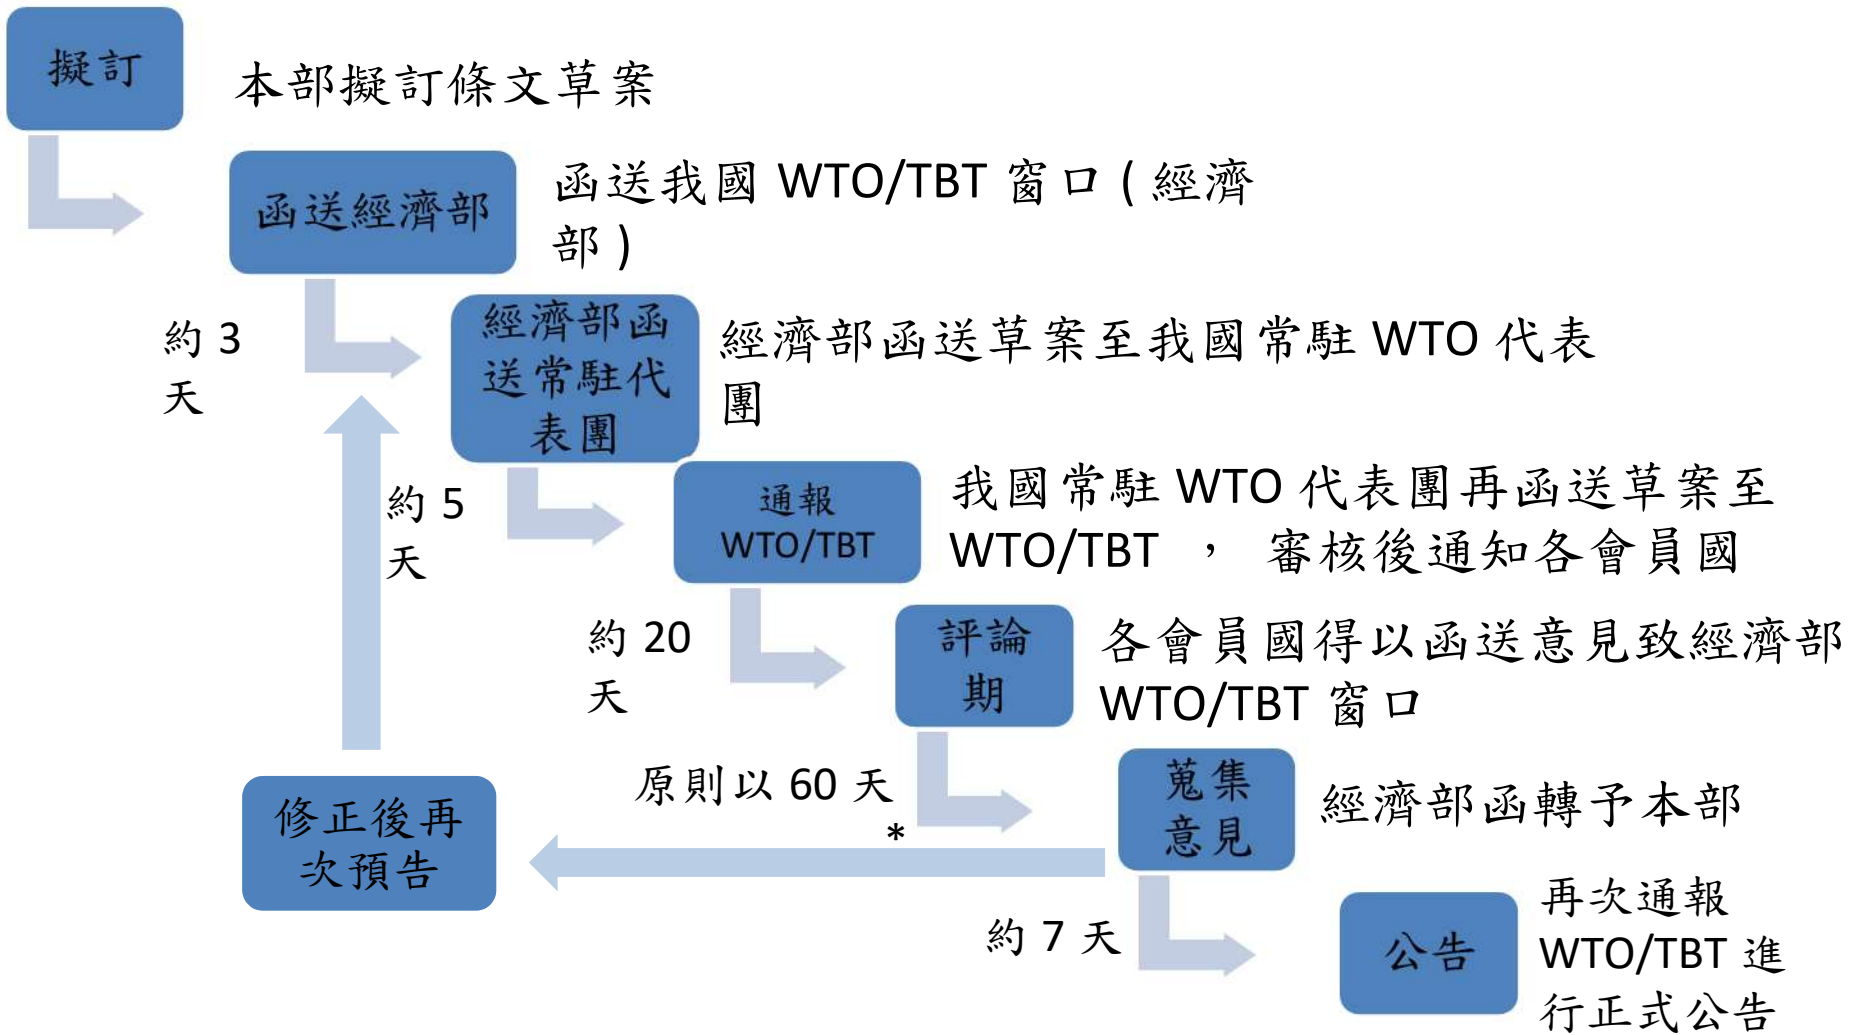 擬訂
本部擬訂條文草案
函送經濟部
函送我國 WTO/TBT 窗口 ( 經濟
部 )
約 3
天
經濟部函
送常駐代
表團
經濟部函送草案至我國常駐 WTO 代表
團
約 5
天
通報
WTO/TBT
我國常駐 WTO 代表團再函送草案至
WTO/TBT ， 審核後通知各會員國
約 20
天
評論
期
各會員國得以函送意見致經濟部
WTO/TBT 窗口
原則以 60 天
*
蒐集
意見
經濟部函轉予本部
修正後再
次預告
約 7 天
公告
再次通報
WTO/TBT 進
行正式公告